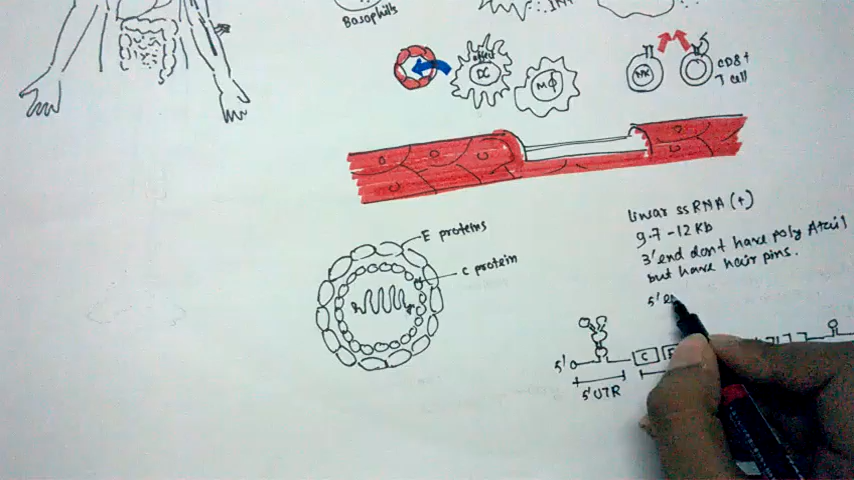 Basophils
DC
MΦ
NK
CD8+
T cell
linear ssRNA (+)
9.7-12 Kb
3' end dont have poly A tail
but have hair pins.
5'
E proteins
C protein
5'
C
5' UTR